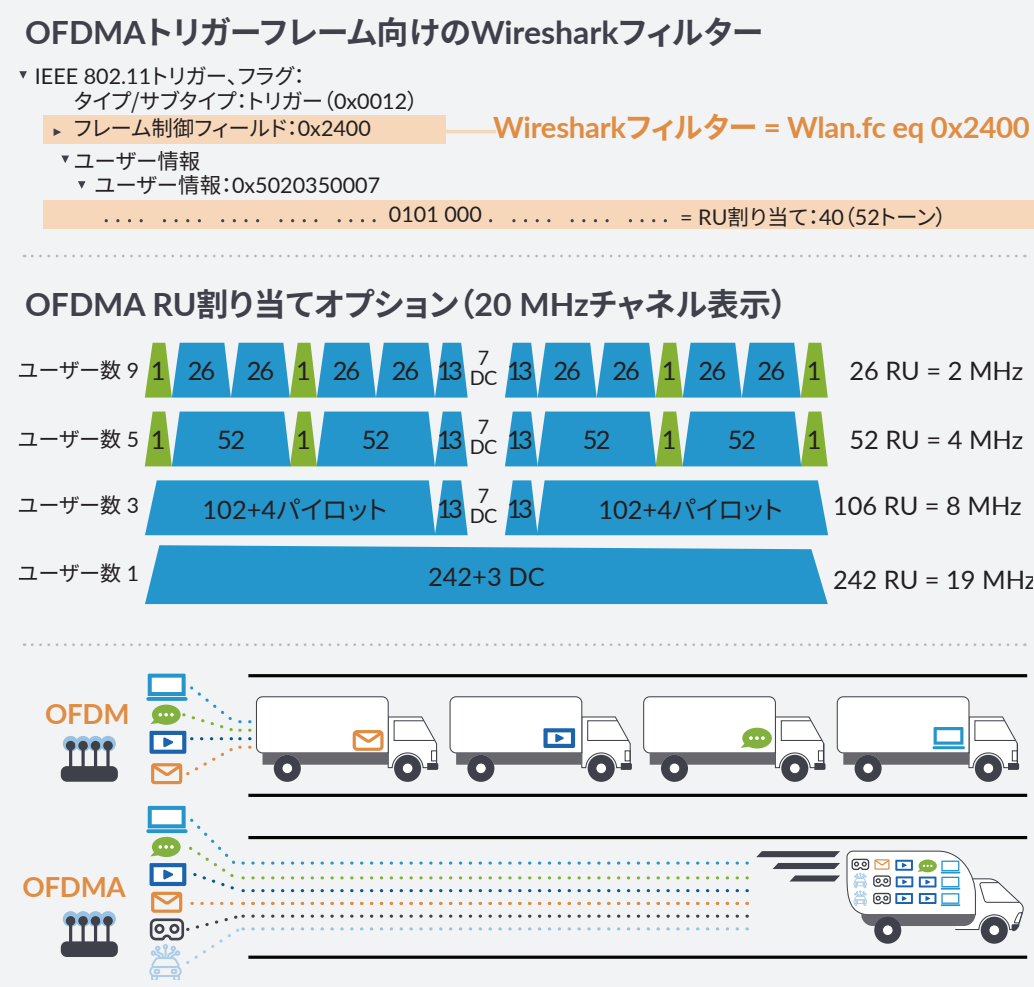 OFDMAトリガーフレーム向けのWiresharkフィルター
IEEE 802.11トリガー、フラグ:
タイプ/サブタイプ:トリガー(0x0012)
フレーム制御フィールド:0x2400
Wiresharkフィルター = Wlan.fc eq 0x2400
ユーザー情報
ユーザー情報:0x5020350007
.... .... .... .... .... 0101 000. .... .... .... = RU割り当て:40(52トーン)
OFDMA RU割り当てオプション(20 MHzチャネル表示)
ユーザー数 9 1 26 26 1 26 26 13 7 DC 13 26 26 1 26 26 1 26 RU = 2 MHz
ユーザー数 5 1 52 1 52 13 7 DC 13 52 1 52 1 52 RU = 4 MHz
ユーザー数 3 102+4パイロット 13 7 DC 13 102+4パイロット 106 RU = 8 MHz
ユーザー数 1 242+3 DC 242 RU = 19 MHz
OFDM
OFDMA